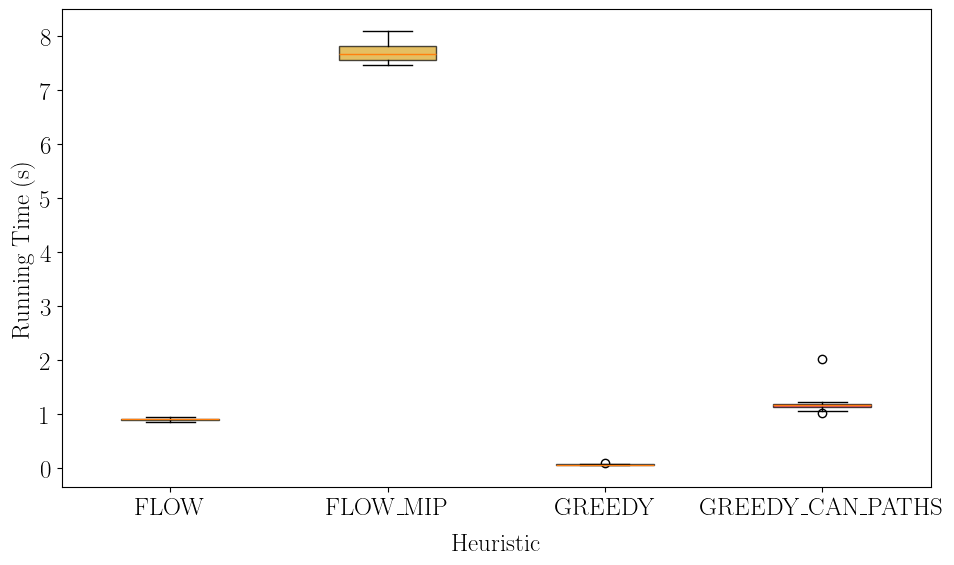 Running Time (s)
8
7
6
5
4
3
2
1
0
FLOW
FLOW_MIP
GREEDY
GREEDY_CAN_PATHS
Heuristic